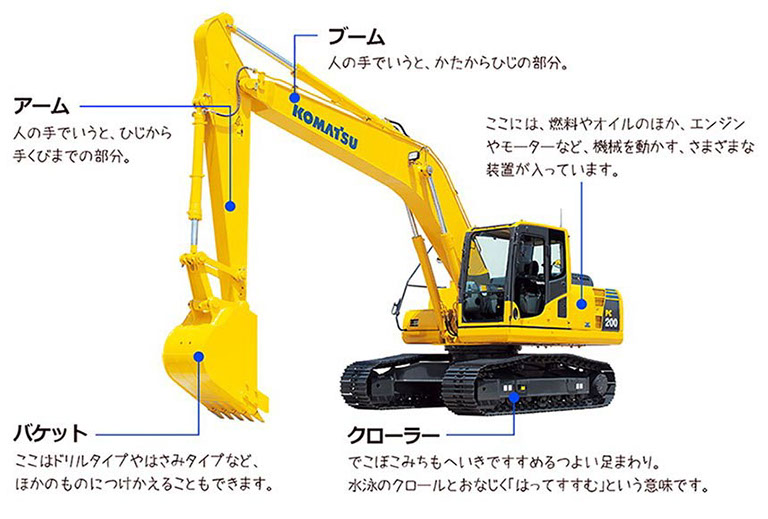 ブーム
人の手でいうと、かたからひじの部分。
アーム
人の手でいうと、ひじから
手くびまでの部分。
KOMATSU
ここには、燃料やオイルのほか、エンジン
やモーターなど、機械を動かす、さまざまな
装置が入っています。
PC
200
バケット
ここはドリルタイプやはさみタイプなど、
ほかのものにつけかえることもできます。
クローラー
でこぼこみちもへいきですすめるつよい足まわり。
水泳のクロールとおなじく「はってすすむ」という意味です。